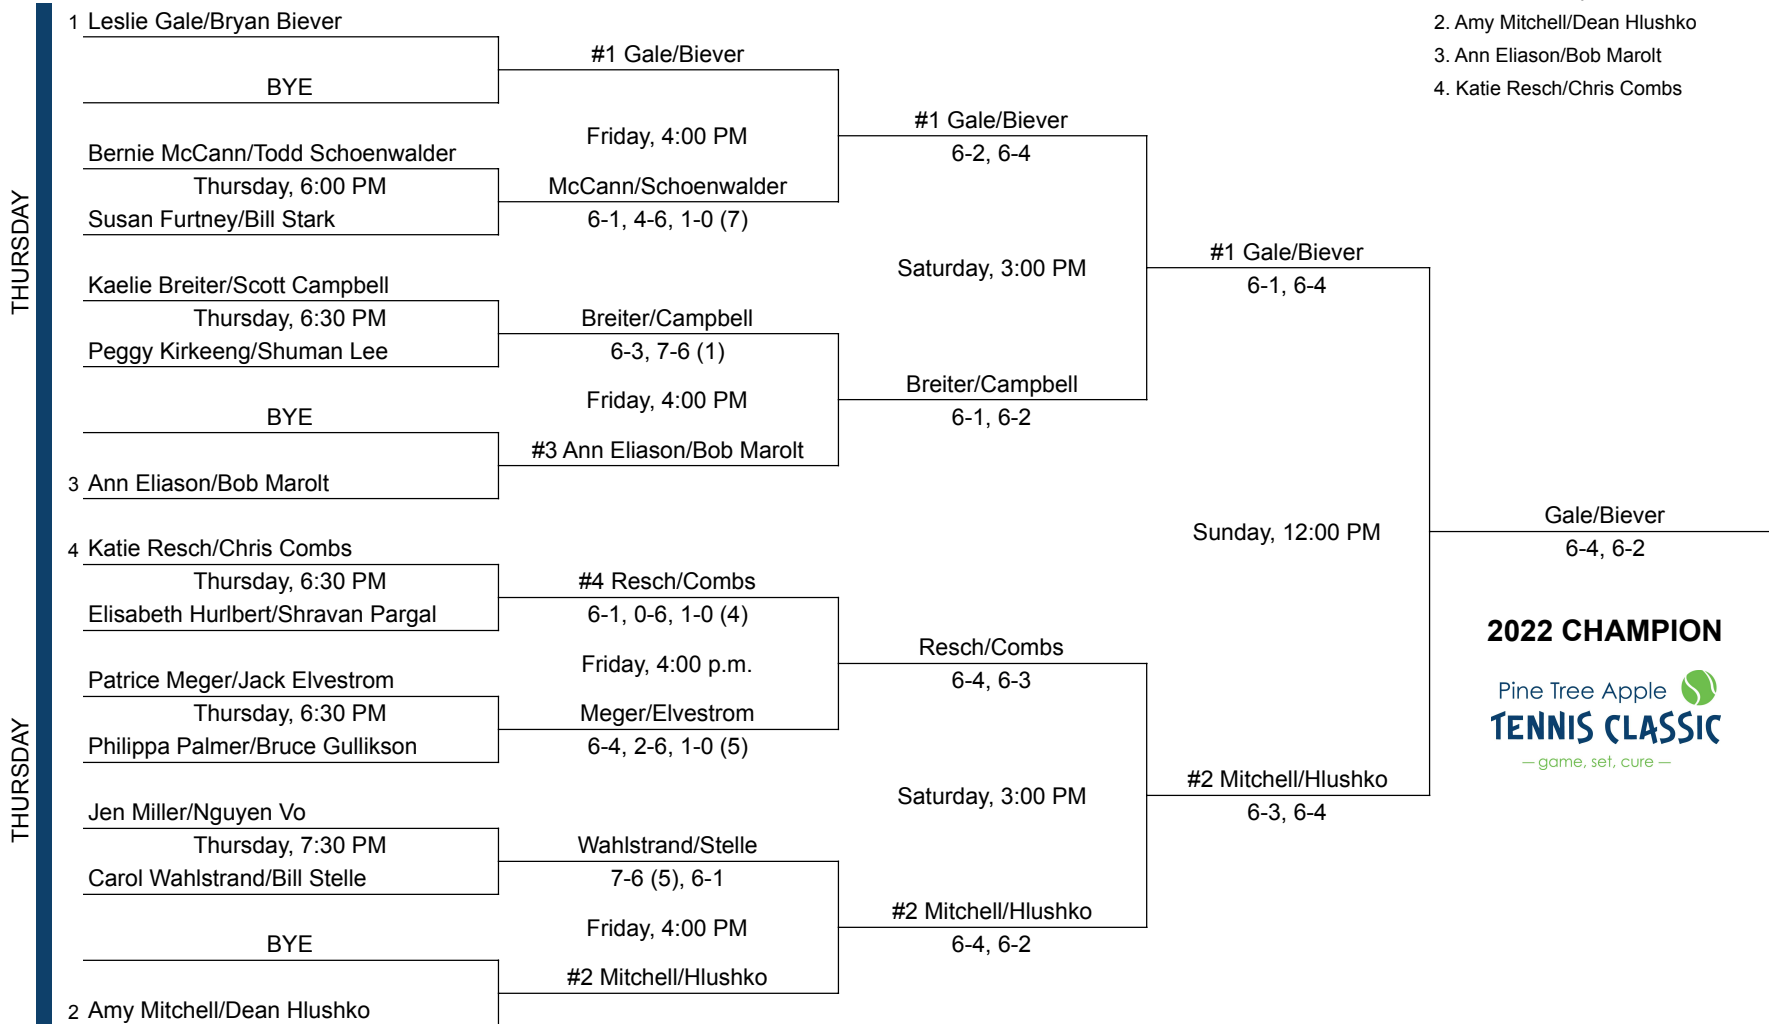 1 Leslie Gale/Bryan Biever
BYE
Bernie McCann/Todd Schoenwalder
Thursday, 6:00 PM
Susan Furtney/Bill Stark
Kaelie Breiter/Scott Campbell
Thursday, 6:30 PM
Peggy Kirkeeng/Shuman Lee
BYE
3 Ann Eliason/Bob Marolt
4 Katie Resch/Chris Combs
Thursday, 6:30 PM
Elisabeth Hurlbert/Shravan Pargal
Patrice Meger/Jack Elvestrom
Thursday, 6:30 PM
Philippa Palmer/Bruce Gullikson
Jen Miller/Nguyen Vo
Thursday, 7:30 PM
Carol Wahlstrand/Bill Stelle
BYE
2 Amy Mitchell/Dean Hlushko
THURSDAY
THURSDAY
#1 Gale/Biever
Friday, 4:00 PM
McCann/Schoenwalder
6-1, 4-6, 1-0 (7)
Breiter/Campbell
6-3, 7-6 (1)
Friday, 4:00 PM
#3 Ann Eliason/Bob Marolt
#4 Resch/Combs
6-1, 0-6, 1-0 (4)
Friday, 4:00 p.m.
Meger/Elvestrom
6-4, 2-6, 1-0 (5)
Wahlstrand/Stelle
7-6 (5), 6-1
Friday, 4:00 PM
#2 Mitchell/Hlushko
#1 Gale/Biever
6-2, 6-4
Saturday, 3:00 PM
Breiter/Campbell
6-1, 6-2
Resch/Combs
6-4, 6-3
Saturday, 3:00 PM
#2 Mitchell/Hlushko
6-4, 6-2
#1 Gale/Biever
6-1, 6-4
Sunday, 12:00 PM
#2 Mitchell/Hlushko
6-3, 6-4
2. Amy Mitchell/Dean Hlushko
3. Ann Eliason/Bob Marolt
4. Katie Resch/Chris Combs
Gale/Biever
6-4, 6-2
2022 CHAMPION
Pine Tree Apple
TENNIS CLASSIC
— game, set, cure —